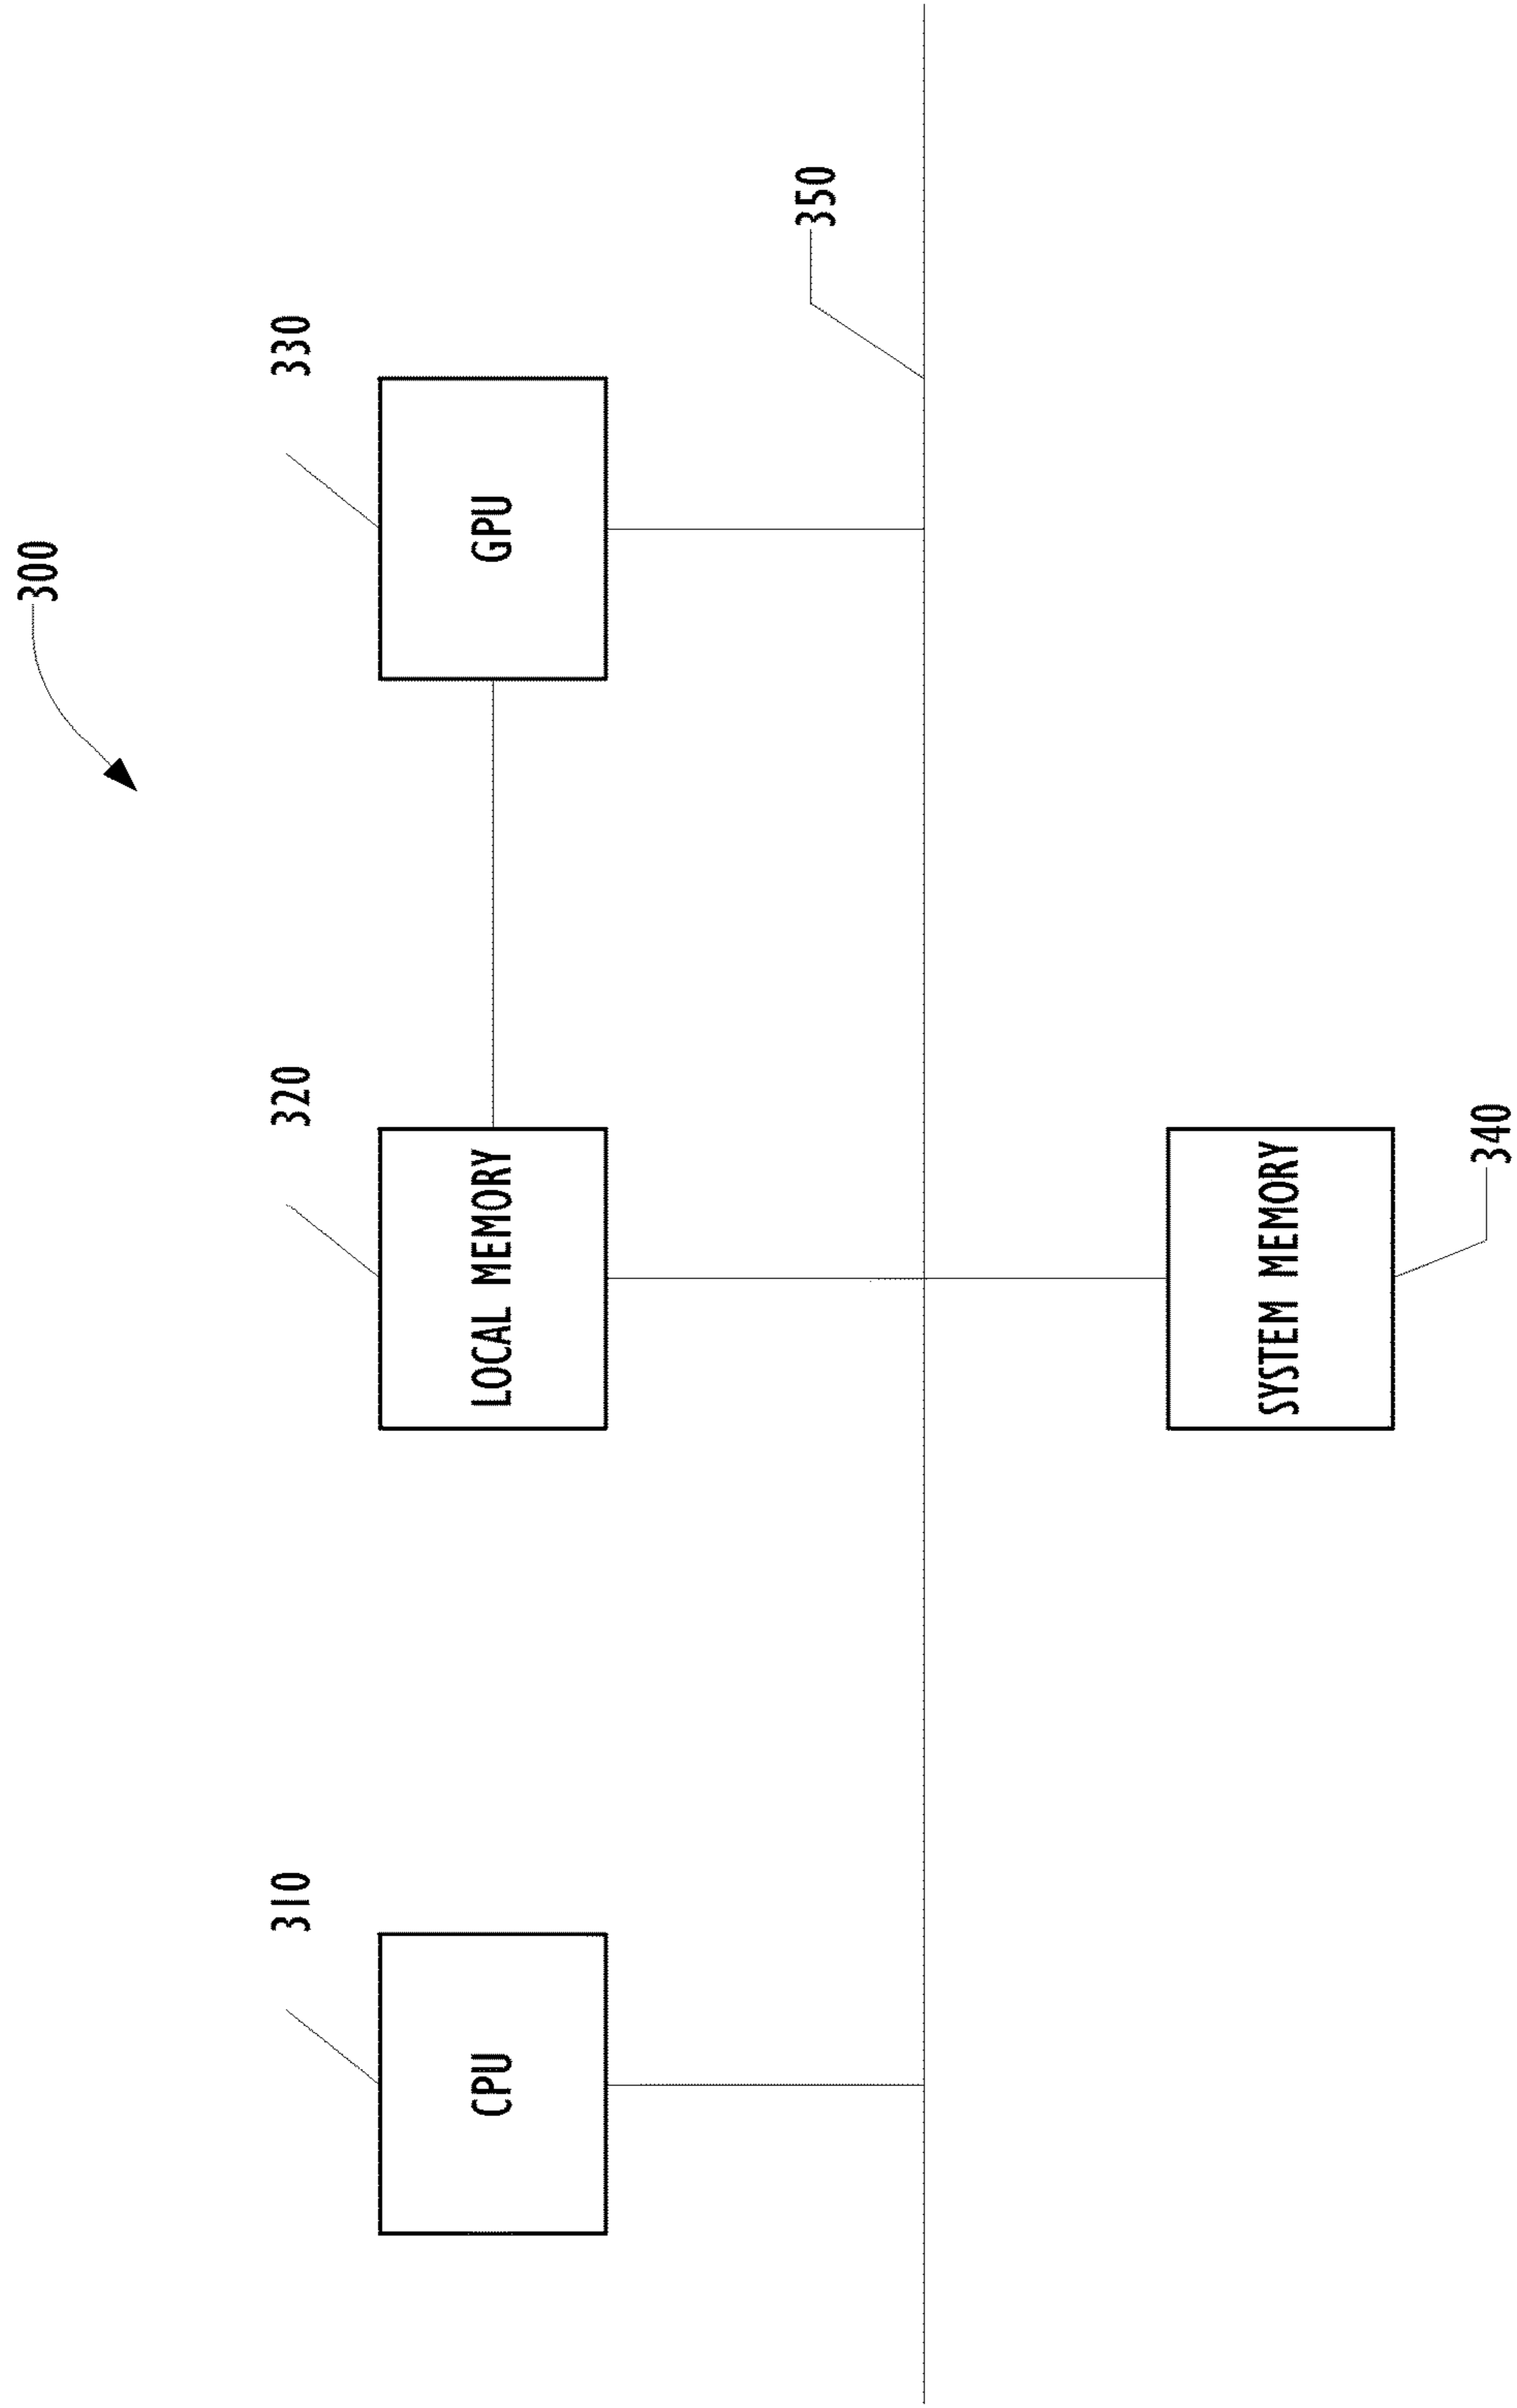 300
310
320
330
CPU
LOCAL MEMORY
GPU
350
SYSTEM MEMORY
340